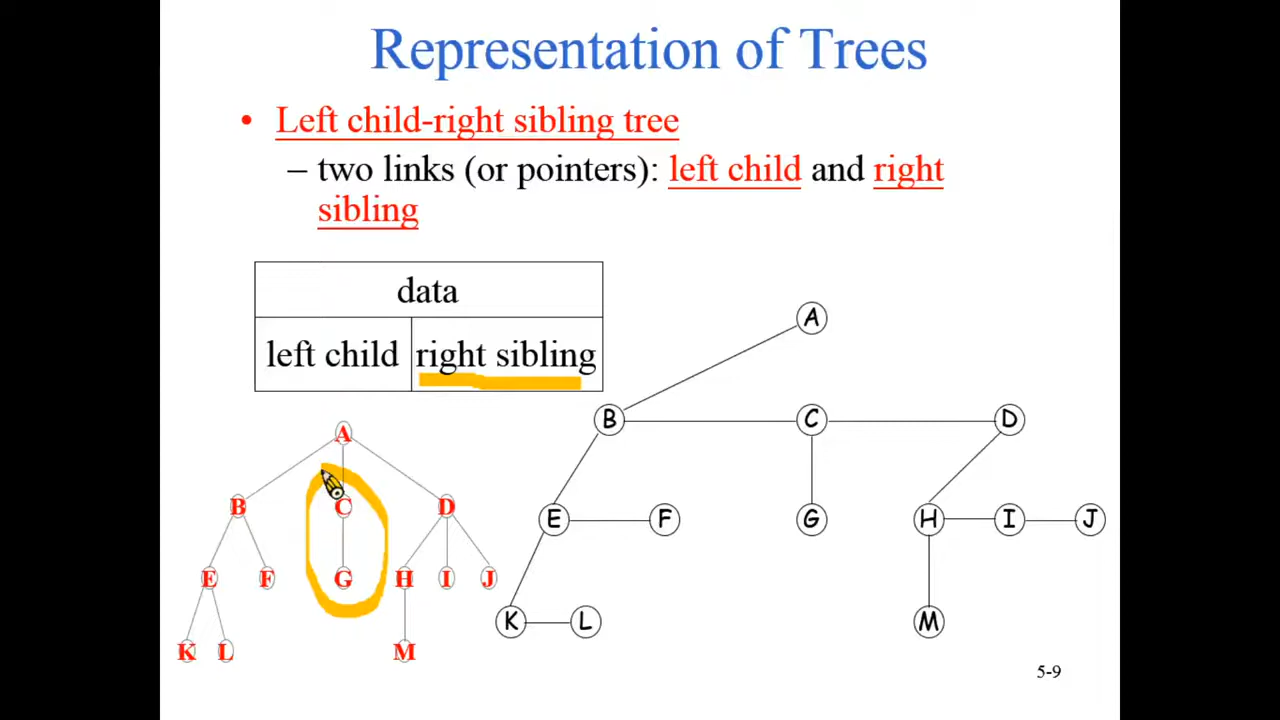 Representation of Trees
• Left child-right sibling tree
– two links (or pointers): left child and right
sibling
data
left child right sibling
A
B C D
E F G H I J
K L M
A
B C D
E F G H I J
K L M
5-9